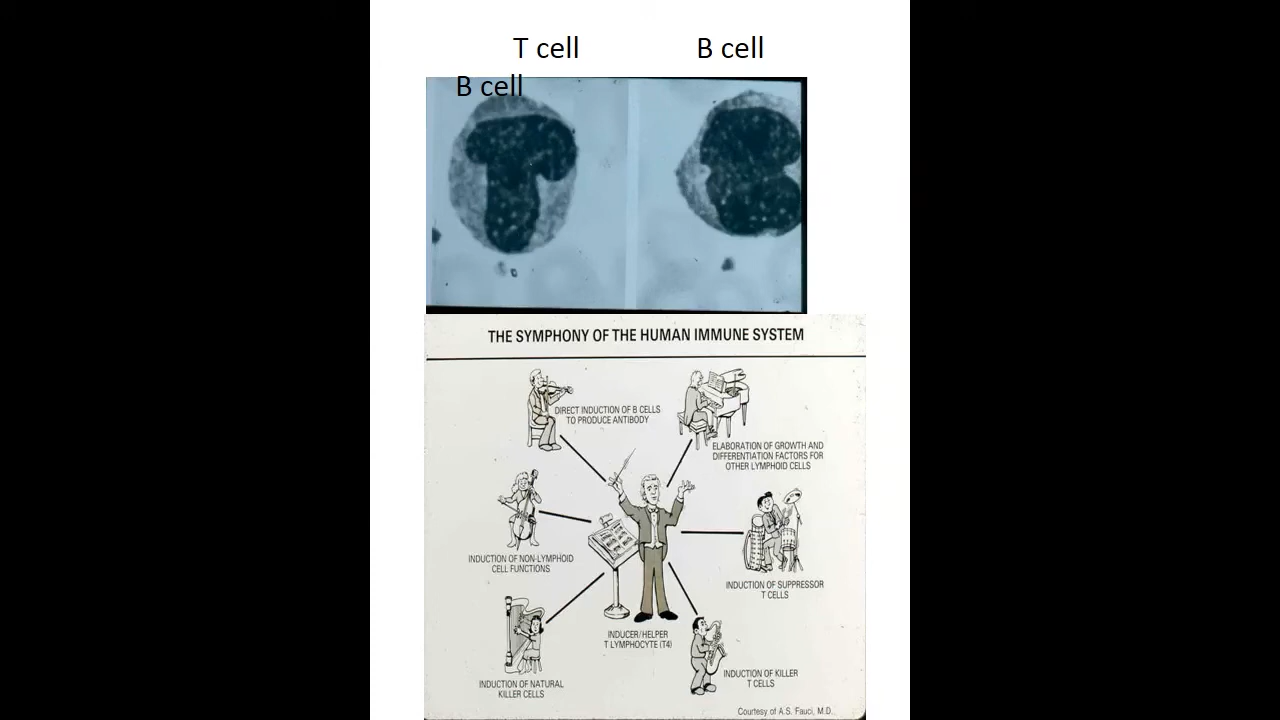 T cell B cell
B cell
THE SYMPHONY OF THE HUMAN IMMUNE SYSTEM
DIRECT INDUCTION OF B CELLS
TO PRODUCE ANTIBODY
ELABORATION OF GROWTH AND
DIFFERENTIATION FACTORS FOR
OTHER LYMPHOID CELLS
INDUCTION OF NON-LYMPHOID
CELL FUNCTIONS
INDUCTION OF SUPPRESSOR
T CELLS
INDUCER/HELPER
T LYMPHOCYTE (T4)
INDUCTION OF NATURAL
KILLER CELLS
INDUCTION OF KILLER
T CELLS
Courtesy of A.S. Fauci, M.D.